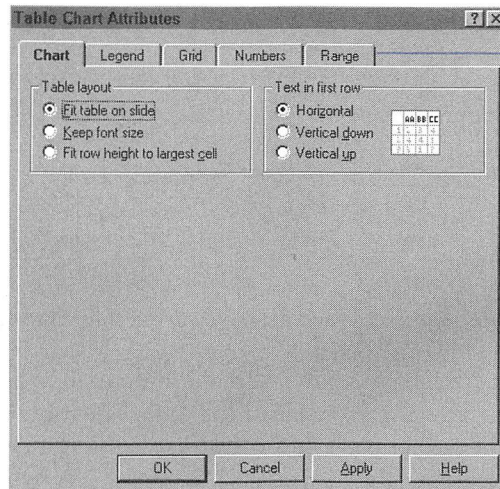 Table Chart Attributes
Chart Legend Grid Numbers Range
Table layout
Fit table on slide
Keep font size
Fit row height to largest cell
Text in first row
Horizontal
Vertical down
Vertical up
AA BB CC
OK Cancel Apply Help